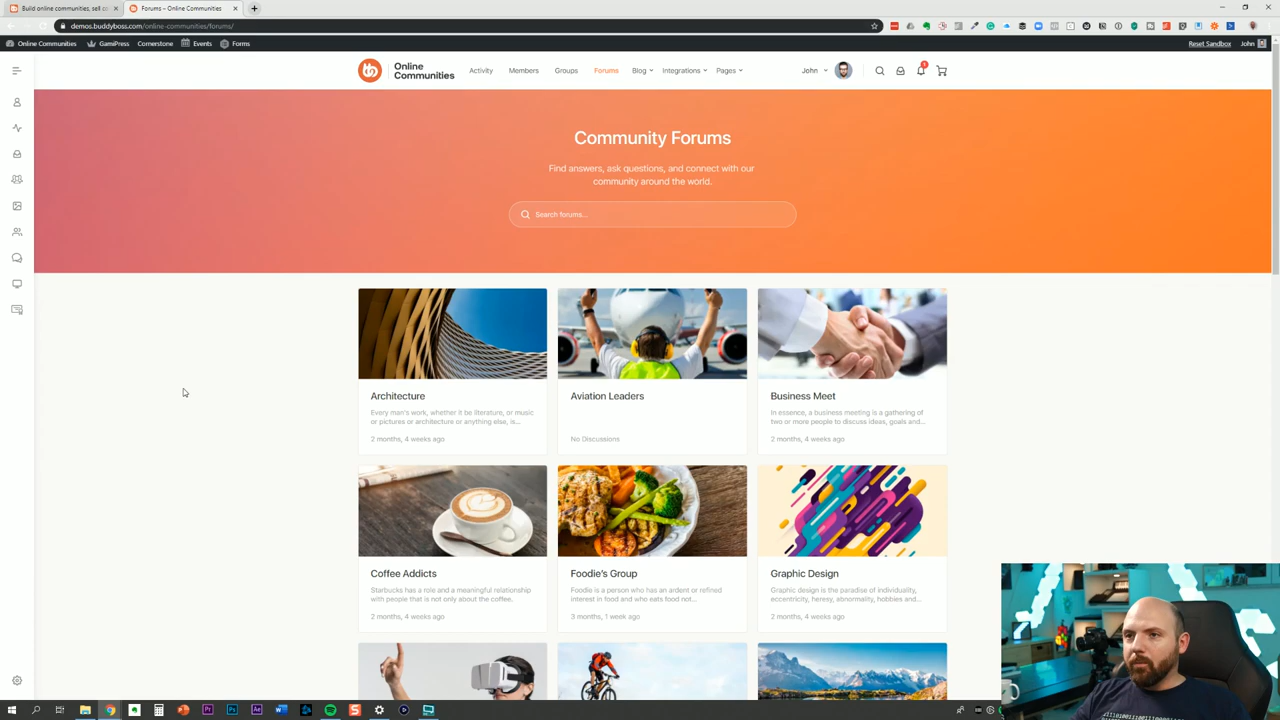 Build online communities, sell co
Forums – Online Communities
demos.buddyboss.com/online-communities/forums/
Online Communities
GamiPress
Cornerstone
Events
Forms
Reset Sandbox
John
Online
Communities
Activity
Members
Groups
Forums
Blog
Integrations
Pages
John
Community Forums
Find answers, ask questions, and connect with our
community around the world.
Search forums...
Architecture
Every man's work, whether it be literature, or music
or pictures or architecture or anything else, is...
2 months, 4 weeks ago
Aviation Leaders
No Discussions
Business Meet
In essence, a business meeting is a gathering of
two or more people to discuss ideas, goals and...
2 months, 4 weeks ago
Coffee Addicts
Starbucks has a role and a meaningful relationship
with people that is not only about the coffee.
2 months, 4 weeks ago
Foodie's Group
Foodie is a person who has an ardent or refined
interest in food and who eats food not...
3 months, 1 week ago
Graphic Design
Graphic design is the paradise of individuality,
eccentricity, heresy, abnormality, hobbies and...
2 months, 4 weeks ago